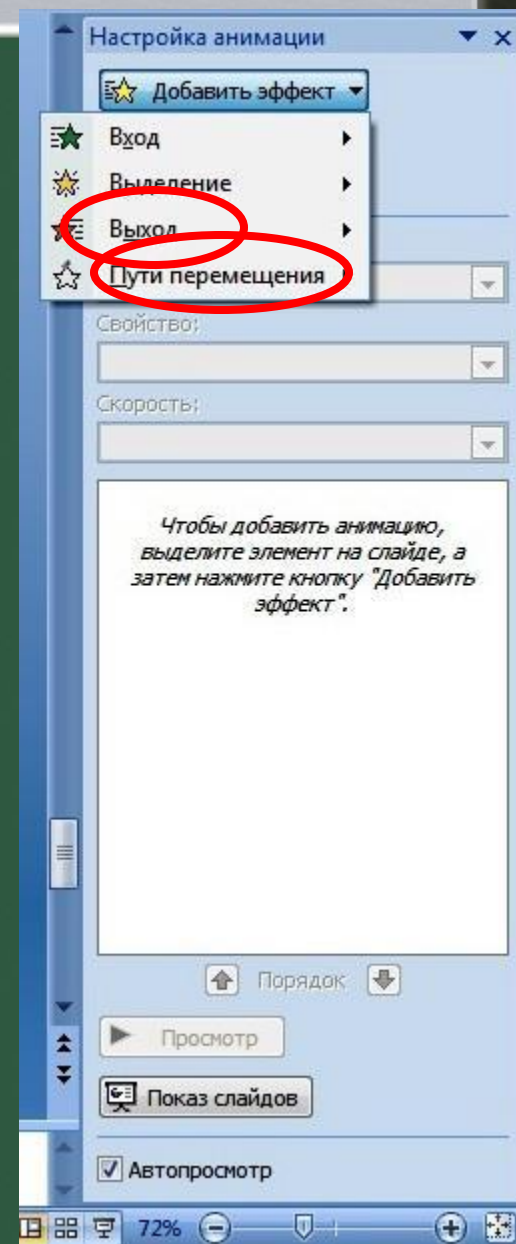 Настройка анимации
Добавить эффект
Вход
Выделение
Выход
Пути перемещения
Свойство:
Скорость:
Чтобы добавить анимацию,
выделите элемент на слайде, а
затем нажмите кнопку "Добавить
эффект".
Порядок
Просмотр
Показ слайдов
Автопросмотр
72%